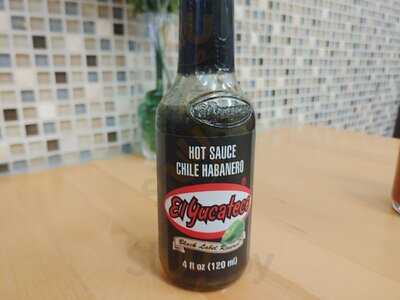 HOT SAUCE
CHILE HABANERO
El Yucateco
Black Label Reserve
4 fl oz (120 ml)